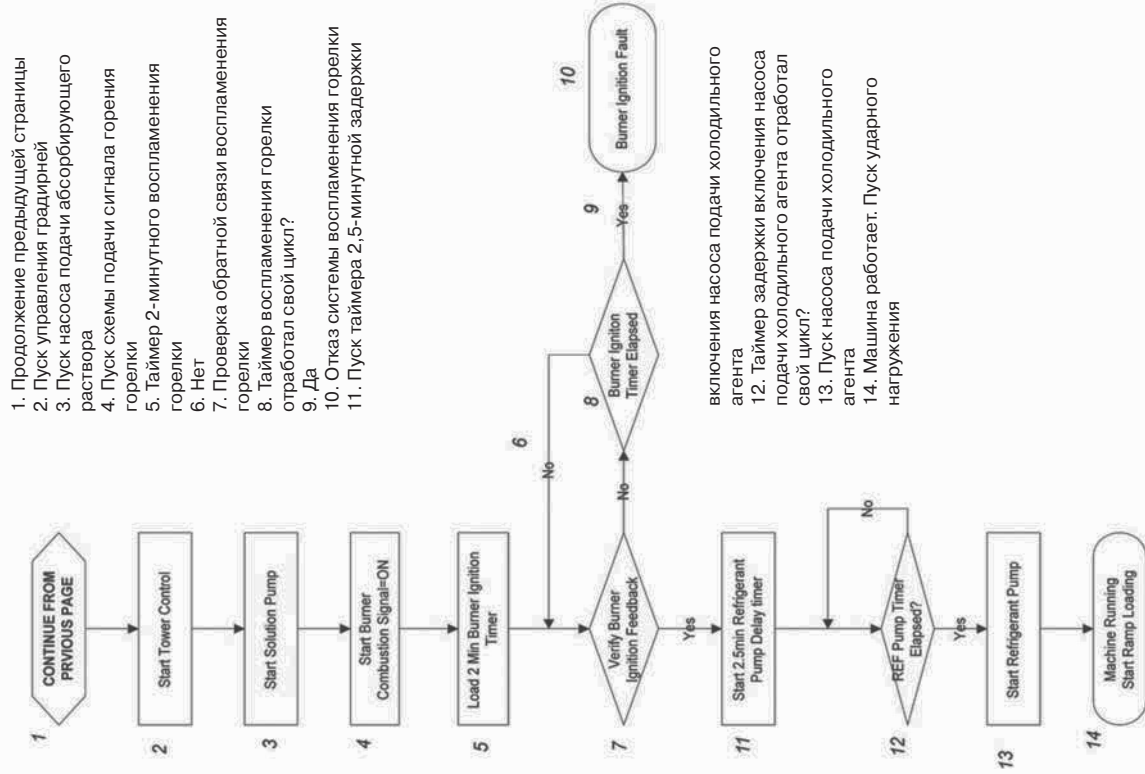 1. Продолжение предыдущей страницы
2. Пуск управления градирней
3. Пуск насоса подачи абсорбирующего
раствора
4. Пуск схемы подачи сигнала горения
горелки
5. Таймер 2-минутного воспламенения
горелки
6. Нет
7. Проверка обратной связи воспламенения
горелки
8. Таймер воспламенения горелки
отработал свой цикл?
9. Да
10. Отказ системы воспламенения горелки
11. Пуск таймера 2,5-минутной задержки
включения насоса подачи холодильного
агента
12. Таймер задержки включения насоса
подачи холодильного агента отработал
свой цикл?
13. Пуск насоса подачи холодильного
агента
14. Машина работает. Пуск ударного
нагружения
1
CONTINUE FROM
PRVIOUS PAGE
2
Start Tower Control
3
Start Solution Pump
4
Start Burner
Combustion Signal=ON
5
Load 2 Min Burner Ignition
Timer
6
No
7
Verify Burner
Ignition Feedback
No
8
Burner Igniton
Timer Elapsed
9
Yes
10
Burner Ignition Fault
Yes
11
Start 2.5min Refrigerant
Pump Delay timer
No
12
REF Pump Timer
Elapsed?
Yes
13
Start Refrigerant Pump
14
Machine Running
Start Ramp Loading